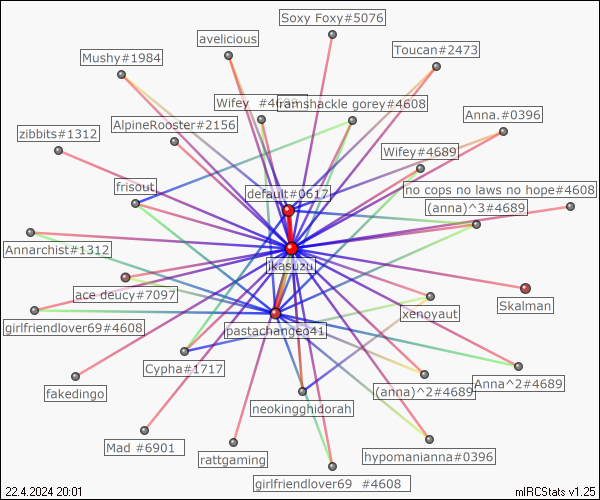 Soxy Foxy#5076
avelicious
Toucan#2473
Mushy#1984
Wifey #4689
ramshackle gorey#4608
Anna.#0396
AlpineRooster#2156
zibbits#1312
Wifey#4689
frisout
default#0617
no cops no laws no hope#4608
(anna)^3#4689
Annarchist#1312
jkasuzu
ace deucy#7097
Skalman
xenoyaut
girlfriendlover69#4608
pastachangeo41
Cypha#1717
Anna^2#4689
fakedingo
(anna)^2#4689
neokingghidorah
Mad #6901
rattgaming
hypomanianna#0396
girlfriendlover69 #4608
22.4.2024 20:01
mIRCStats v1.25